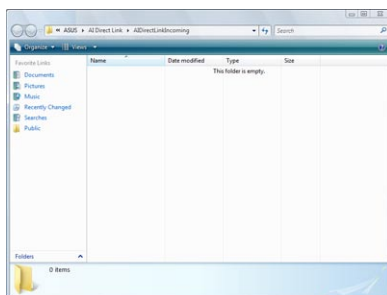 « ASUS ▸ AI Direct Link ▸ AIDirectLinkIncoming
Search
Organize
Views
Favorite Links
Documents
Pictures
Music
Recently Changed
Searches
Public
Folders
Name Date modified Type Size
This folder is empty.
0 items